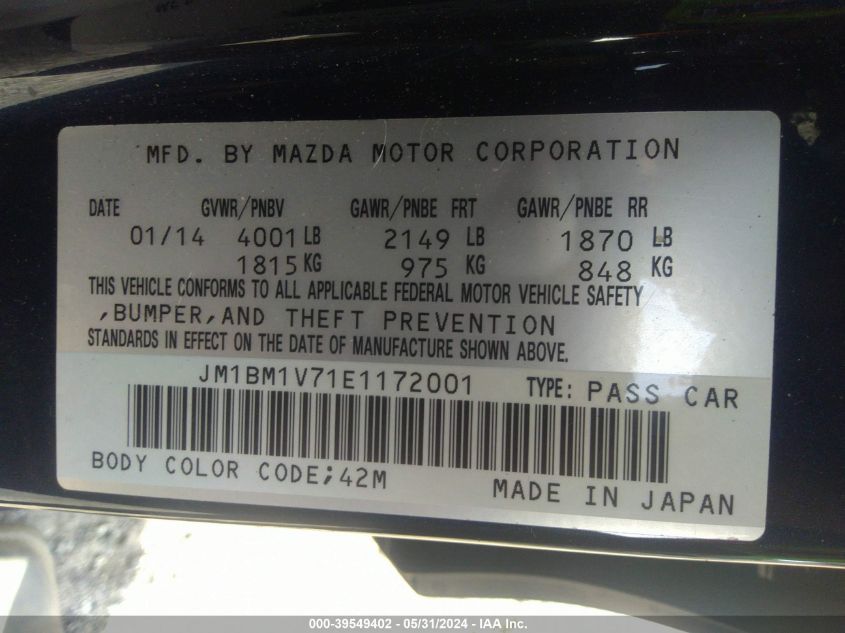 MFD. BY MAZDA MOTOR CORPORATION
DATE GVWR/PNBV GAWR/PNBE FRT GAWR/PNBE RR
01/14 4001 LB 2149 LB 1870 LB
1815 KG 975 KG 848 KG
THIS VEHICLE CONFORMS TO ALL APPLICABLE FEDERAL MOTOR VEHICLE SAFETY
,BUMPER,AND THEFT PREVENTION
STANDARDS IN EFFECT ON THE DATE OF MANUFACTURE SHOWN ABOVE.
JM1BM1V71E1172001 TYPE: PASS CAR
BODY COLOR CODE;42M
MADE IN JAPAN
000-39549402 - 05/31/2024 - IAA Inc.